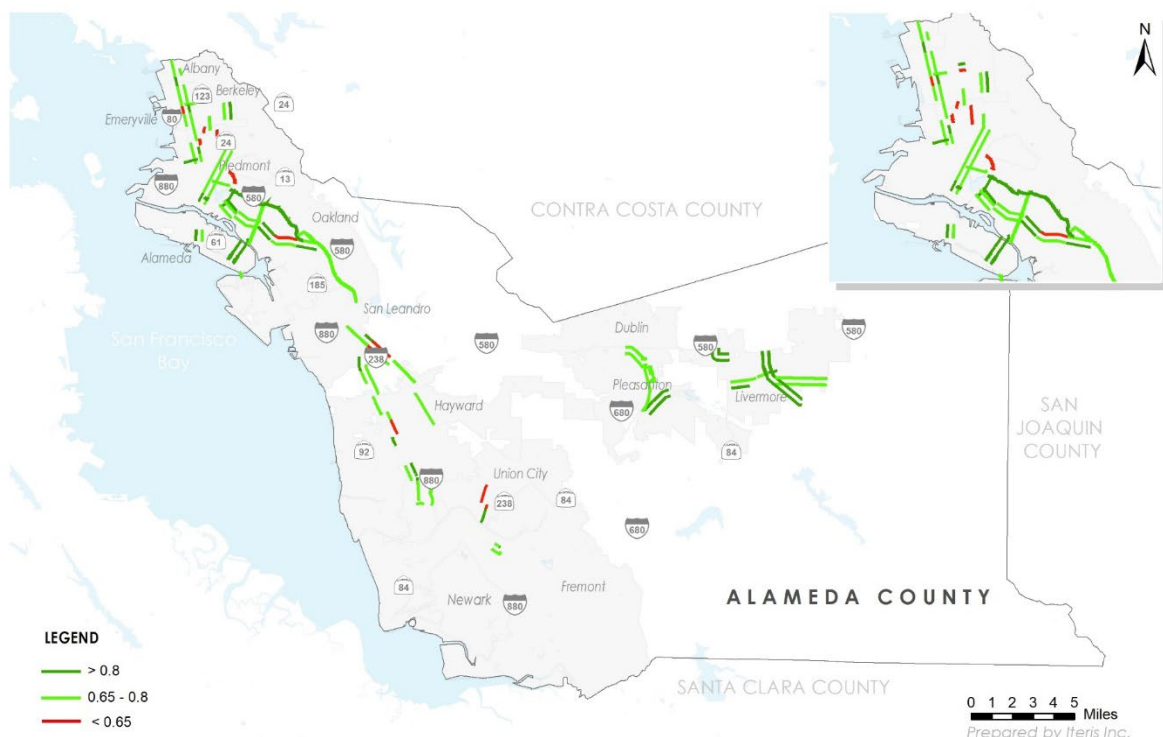 N
Albany
123
Berkeley
24
Emeryville
80
24
Piedmont
13
880
580
CONTRA COSTA COUNTY
Oakland
61
580
Alameda
185
San Leandro
880
580
Dublin
580
580
San Francisco
Bay
238
Pleasanton
Livermore
Hayward
680
SAN
JOAQUIN
COUNTY
92
84
Union City
880
238
84
680
84
Newark
880
Fremont
ALAMEDA COUNTY
LEGEND
> 0.8
0.65 - 0.8
< 0.65
SANTA CLARA COUNTY
0 1 2 3 4 5
Miles
Prepared by Iteris Inc.